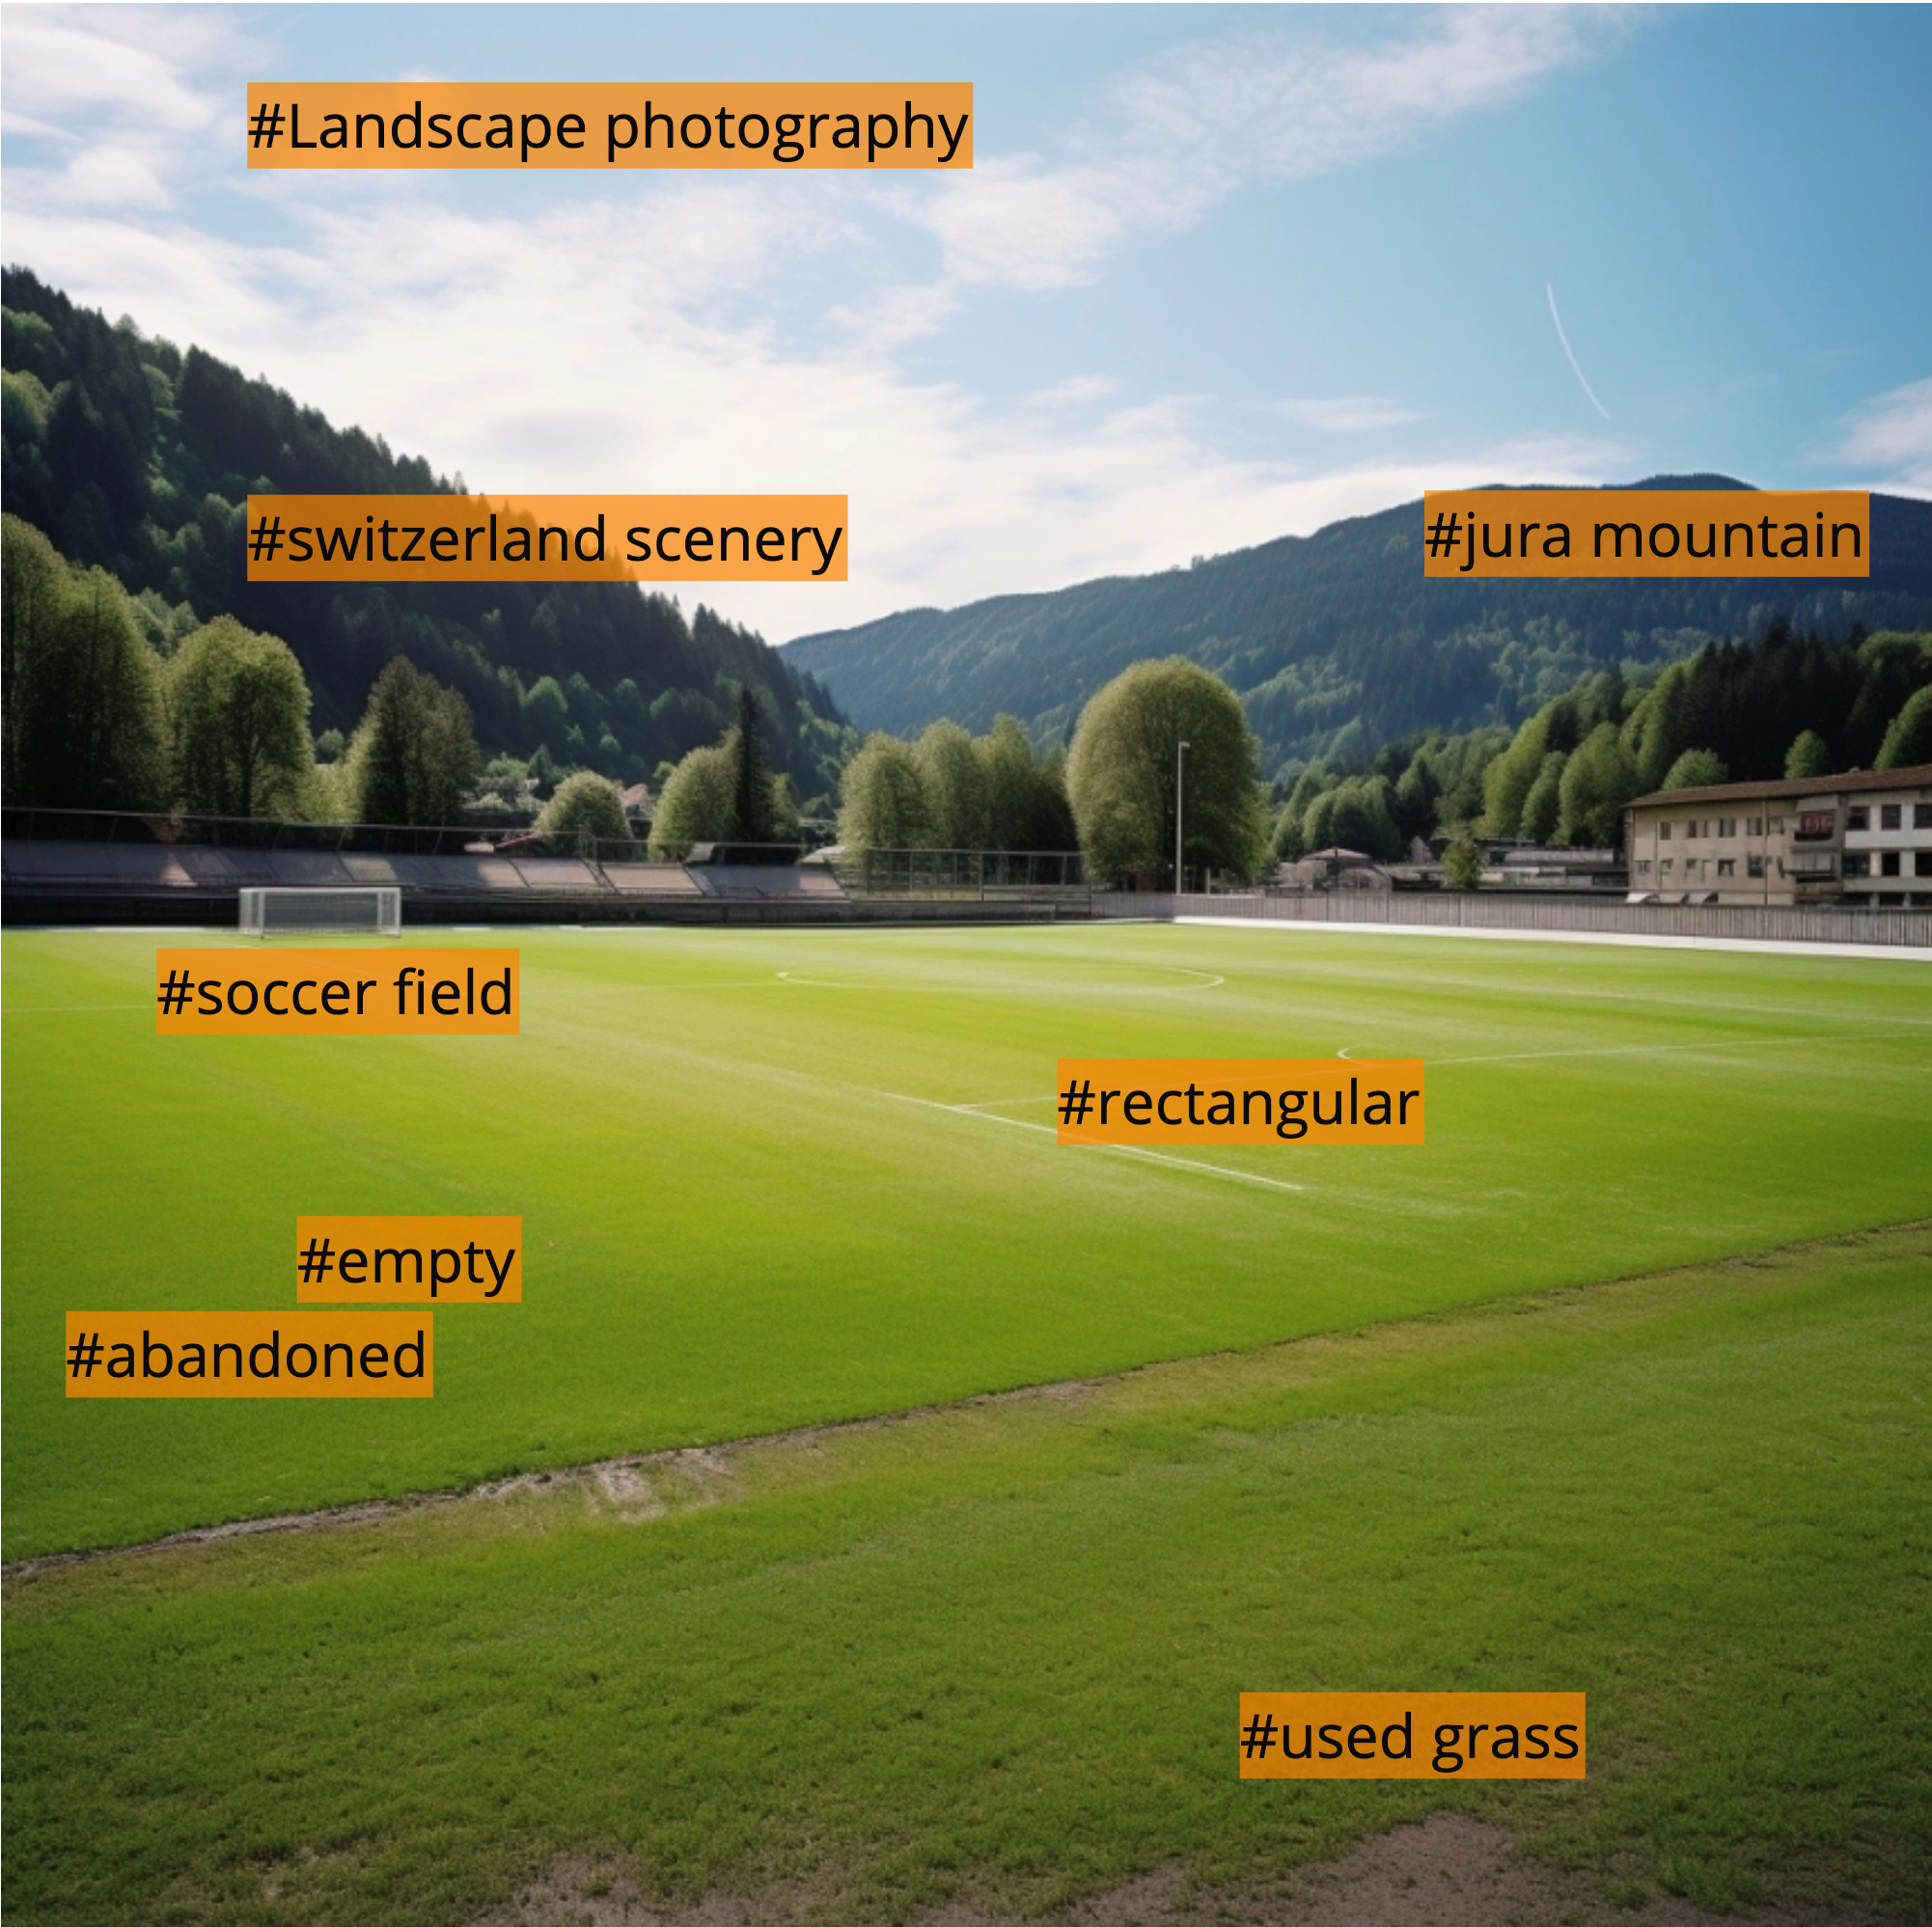 #Landscape photography
#switzerland scenery
#jura mountain
#soccer field
#rectangular
#empty
#abandoned
#used grass